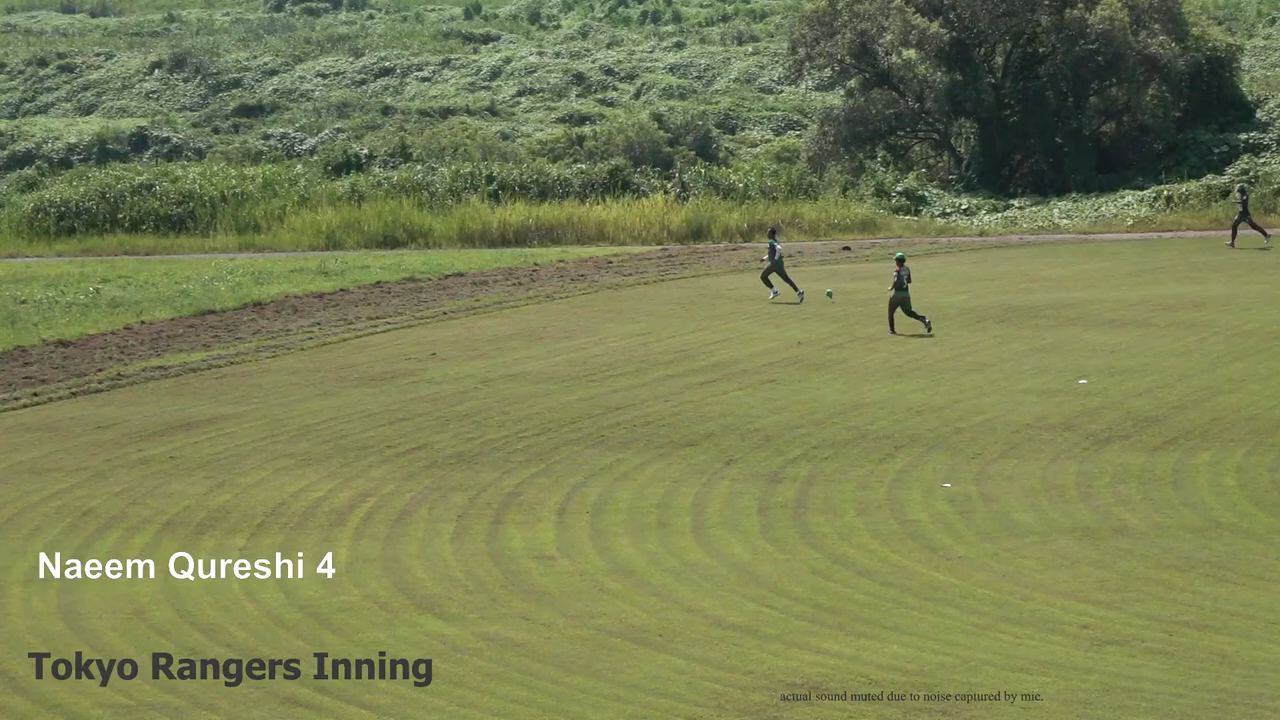 Naeem Qureshi 4
Tokyo Rangers Inning
actual sound muted due to noise captured by mic.